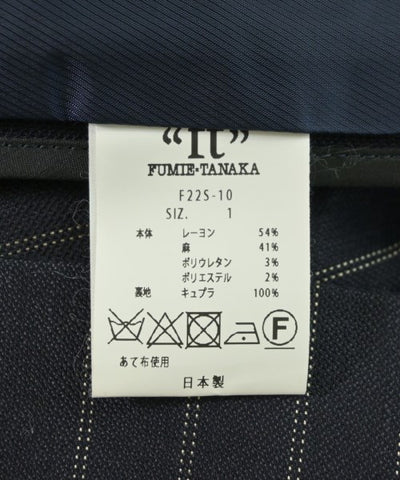 "It"
FUMIE=TANAKA
F22S-10
SIZ. 1
本体 レーヨン 54%
麻 41%
ポリウレタン 3%
ポリエステル 2%
裏地 キュプラ 100%
F
あて布使用
日本製